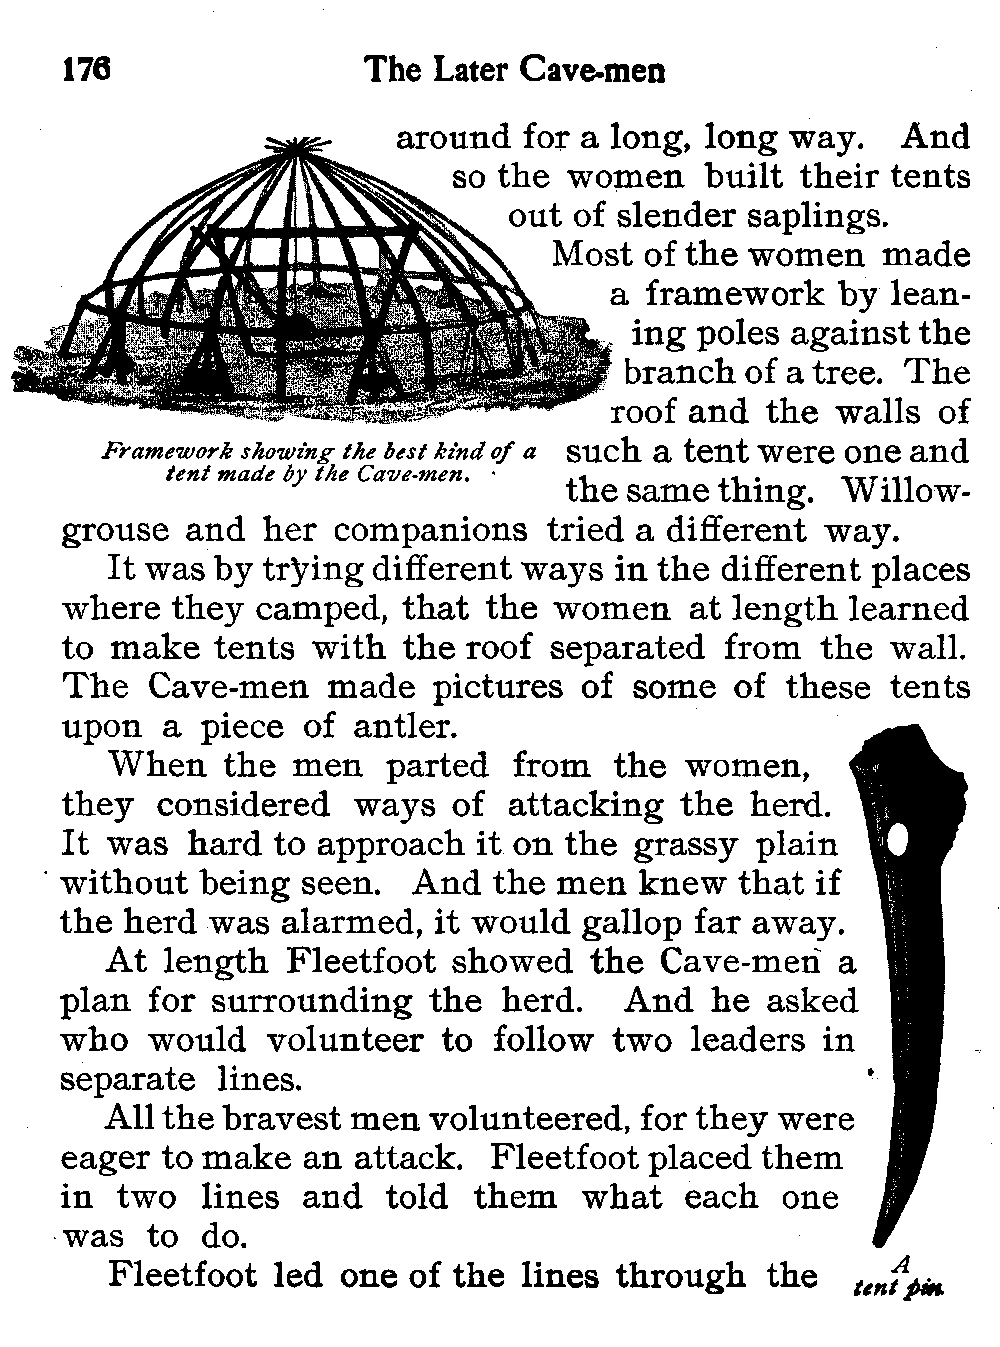 176 The Later Cave-men
around for a long, long way. And
so the women built their tents
out of slender saplings.
Most of the women made
a framework by lean-
ing poles against the
branch of a tree. The
roof and the walls of
such a tent were one and
the same thing. Willow-
Framework showing the best kind of a
tent made by the Cave-men.
grouse and her companions tried a different way.
It was by trying different ways in the different places
where they camped, that the women at length learned
to make tents with the roof separated from the wall.
The Cave-men made pictures of some of these tents
upon a piece of antler.
When the men parted from the women,
they considered ways of attacking the herd.
It was hard to approach it on the grassy plain
without being seen. And the men knew that if
the herd was alarmed, it would gallop far away.
At length Fleetfoot showed the Cave-men a
plan for surrounding the herd. And he asked
who would volunteer to follow two leaders in
separate lines.
All the bravest men volunteered, for they were
eager to make an attack. Fleetfoot placed them
in two lines and told them what each one
was to do.
Fleetfoot led one of the lines through the
A
tent pin.